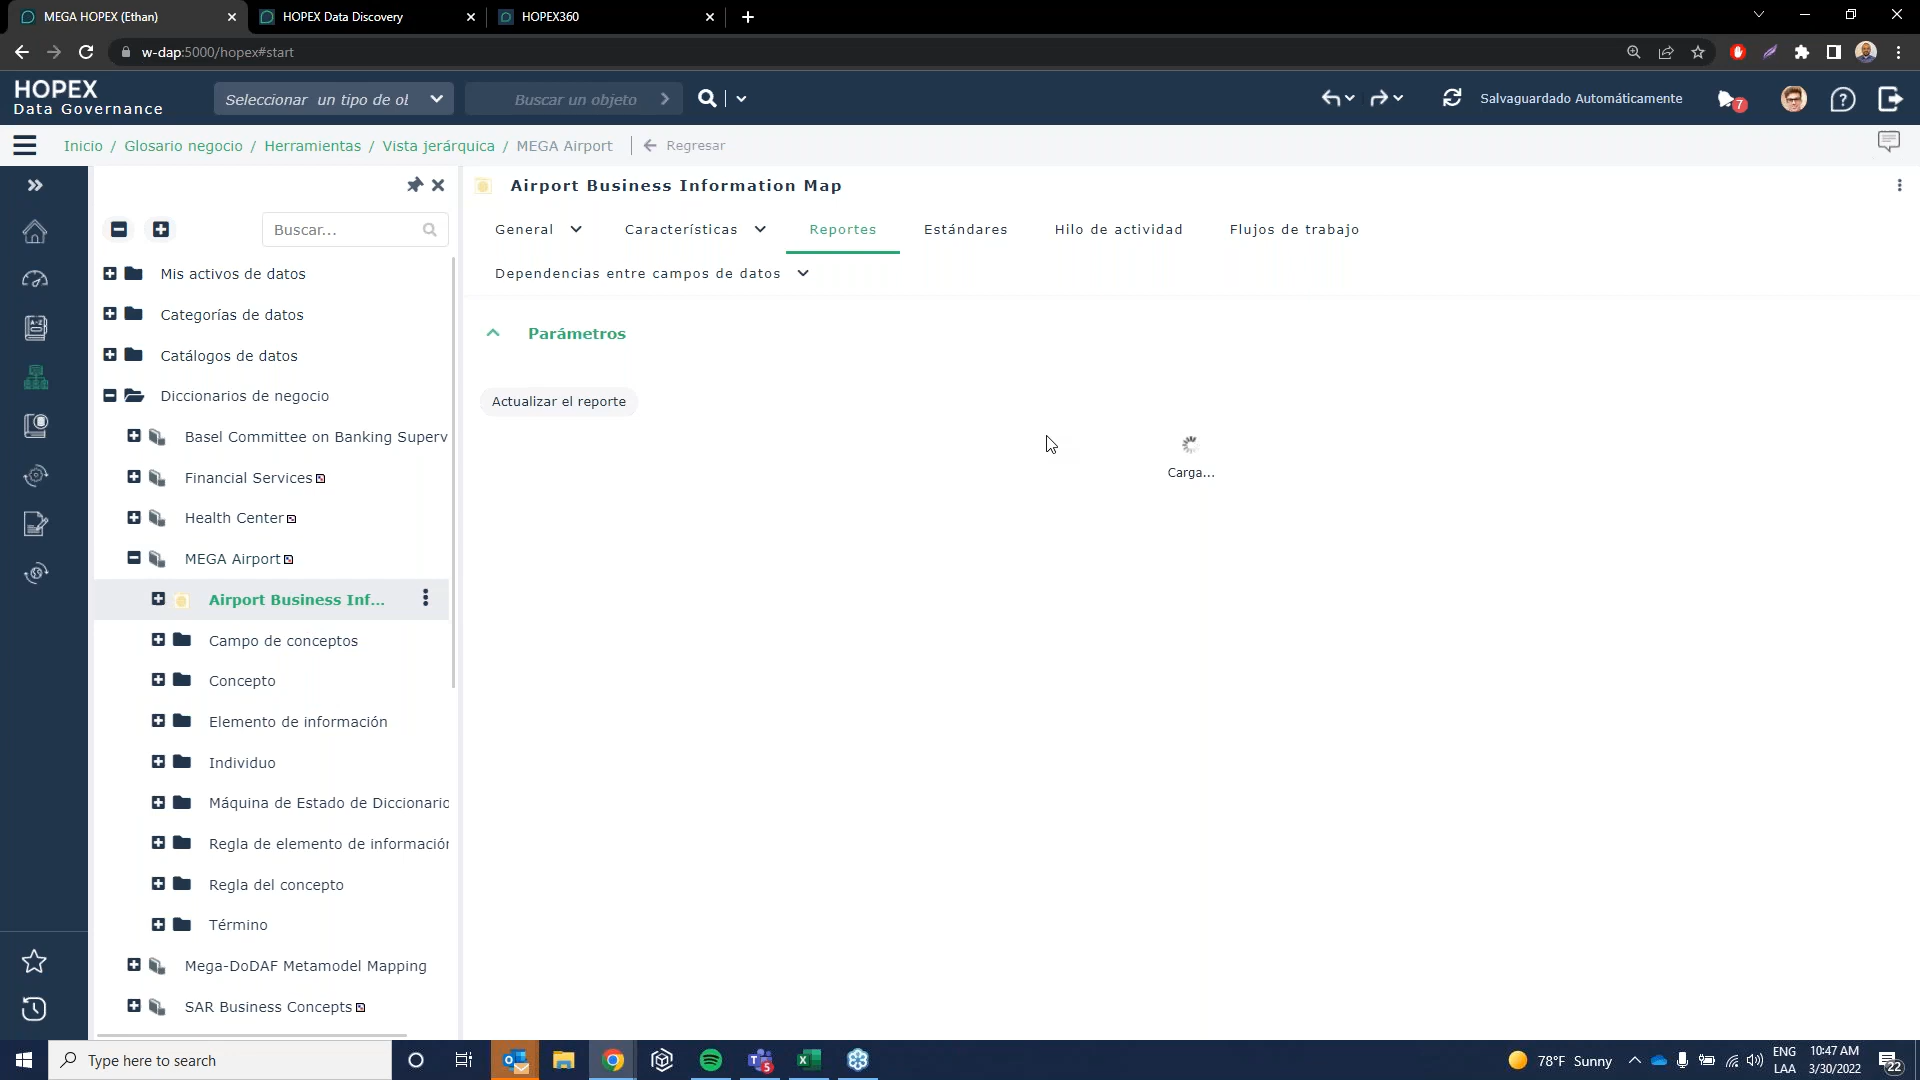 MEGA HOPEX (Ethan)
HOPEX Data Discovery
HOPEX360
w-dap:5000/hopex#start
HOPEX
Data Governance
Seleccionar un tipo de ol
Buscar un objeto
Salvaguardado Automáticamente
7
Inicio / Glosario negocio / Herramientas / Vista jerárquica / MEGA Airport
Regresar
Buscar...
Mis activos de datos
Categorías de datos
Catálogos de datos
Diccionarios de negocio
Basel Committee on Banking Superv
Financial Services
Health Center
MEGA Airport
Airport Business Inf...
Campo de conceptos
Concepto
Elemento de información
Individuo
Máquina de Estado de Diccionario
Regla de elemento de información
Regla del concepto
Término
Mega-DoDAF Metamodel Mapping
SAR Business Concepts
Airport Business Information Map
General
Características
Reportes
Estándares
Hilo de actividad
Flujos de trabajo
Dependencias entre campos de datos
Parámetros
Actualizar el reporte
Carga...
Type here to search
5
78°F Sunny
ENG
LAA
10:47 AM
3/30/2022
22